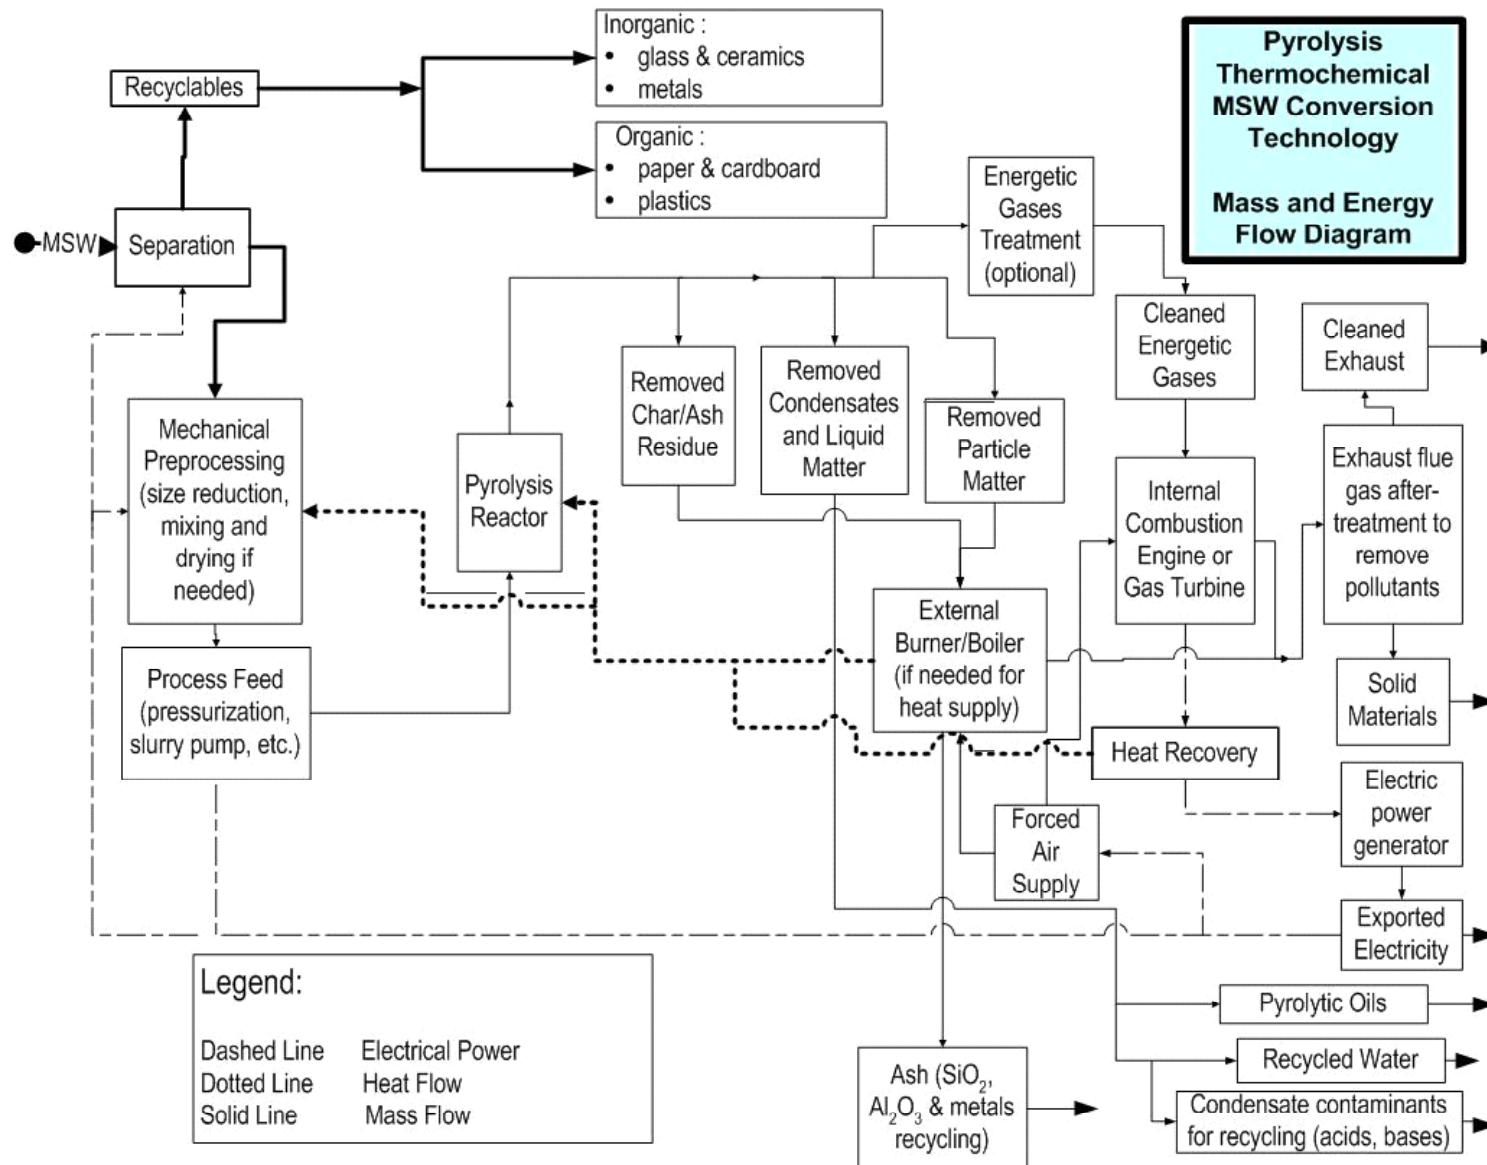 Pyrolysis
Thermochemical
MSW Conversion
Technology
Mass and Energy
Flow Diagram
Inorganic :
• glass & ceramics
• metals
Recyclables
Organic :
• paper & cardboard
• plastics
MSW
Separation
Energetic
Gases
Treatment
(optional)
Cleaned
Energetic
Gases
Cleaned
Exhaust
Mechanical
Preprocessing
(size reduction,
mixing and
drying if
needed)
Pyrolysis
Reactor
Removed
Char/Ash
Residue
Removed
Condensates
and Liquid
Matter
Removed
Particle
Matter
Internal
Combustion
Engine or
Gas Turbine
Exhaust flue
gas after-
treatment to
remove
pollutants
Process Feed
(pressurization,
slurry pump, etc.)
External
Burner/Boiler
(if needed for
heat supply)
Solid
Materials
Heat Recovery
Electric
power
generator
Forced
Air
Supply
Exported
Electricity
Pyrolytic Oils
Recycled Water
Condensate contaminants
for recycling (acids, bases)
Ash (SiO₂,
Al₂O₃ & metals
recycling)
Legend:
Dashed Line Electrical Power
Dotted Line Heat Flow
Solid Line Mass Flow